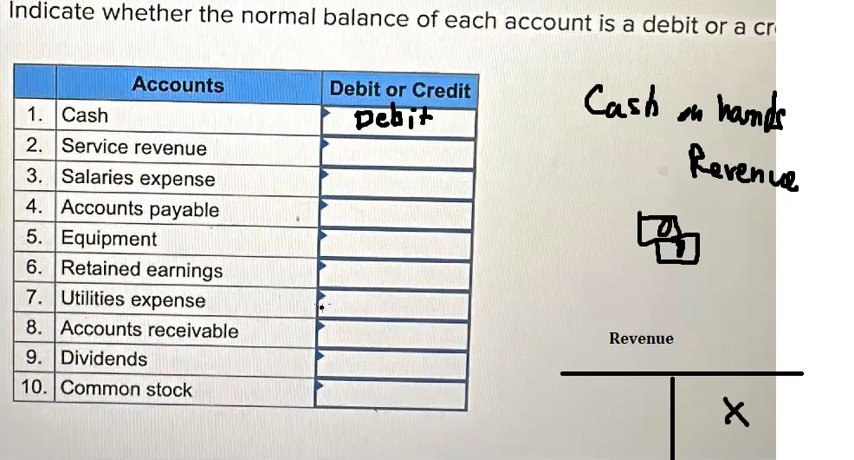 Indicate whether the normal balance of each account is a debit or a cr
Accounts Debit or Credit
1. Cash Debit
2. Service revenue
3. Salaries expense
4. Accounts payable
5. Equipment
6. Retained earnings
7. Utilities expense
8. Accounts receivable
9. Dividends
10. Common stock
Cash on hands
Revenue
Revenue
X